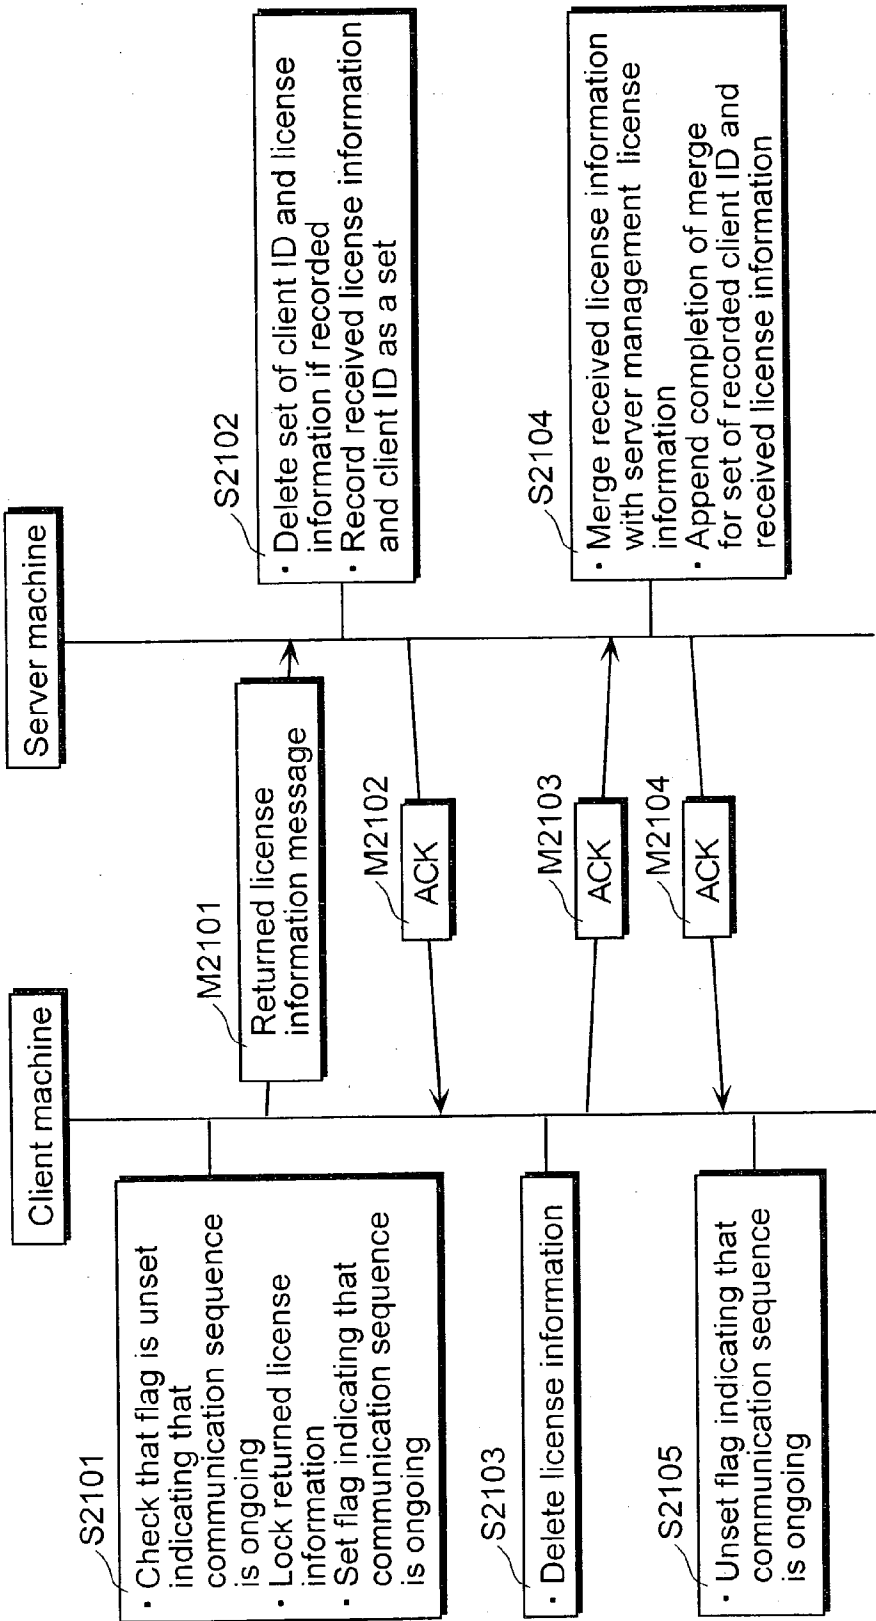 Client machine
Server machine
S2101
· Check that flag is unset
indicating that
communication sequence
is ongoing
· Lock returned license
information
· Set flag indicating that
communication sequence
is ongoing
M2101
Returned license
information message
S2102
· Delete set of client ID and license
information if recorded
· Record received license information
and client ID as a set
M2102
ACK
S2103
· Delete license information
M2103
ACK
S2104
· Merge received license information
with server management license
information
· Append completion of merge
for set of recorded client ID and
received license information
M2104
ACK
S2105
· Unset flag indicating that
communication sequence
is ongoing